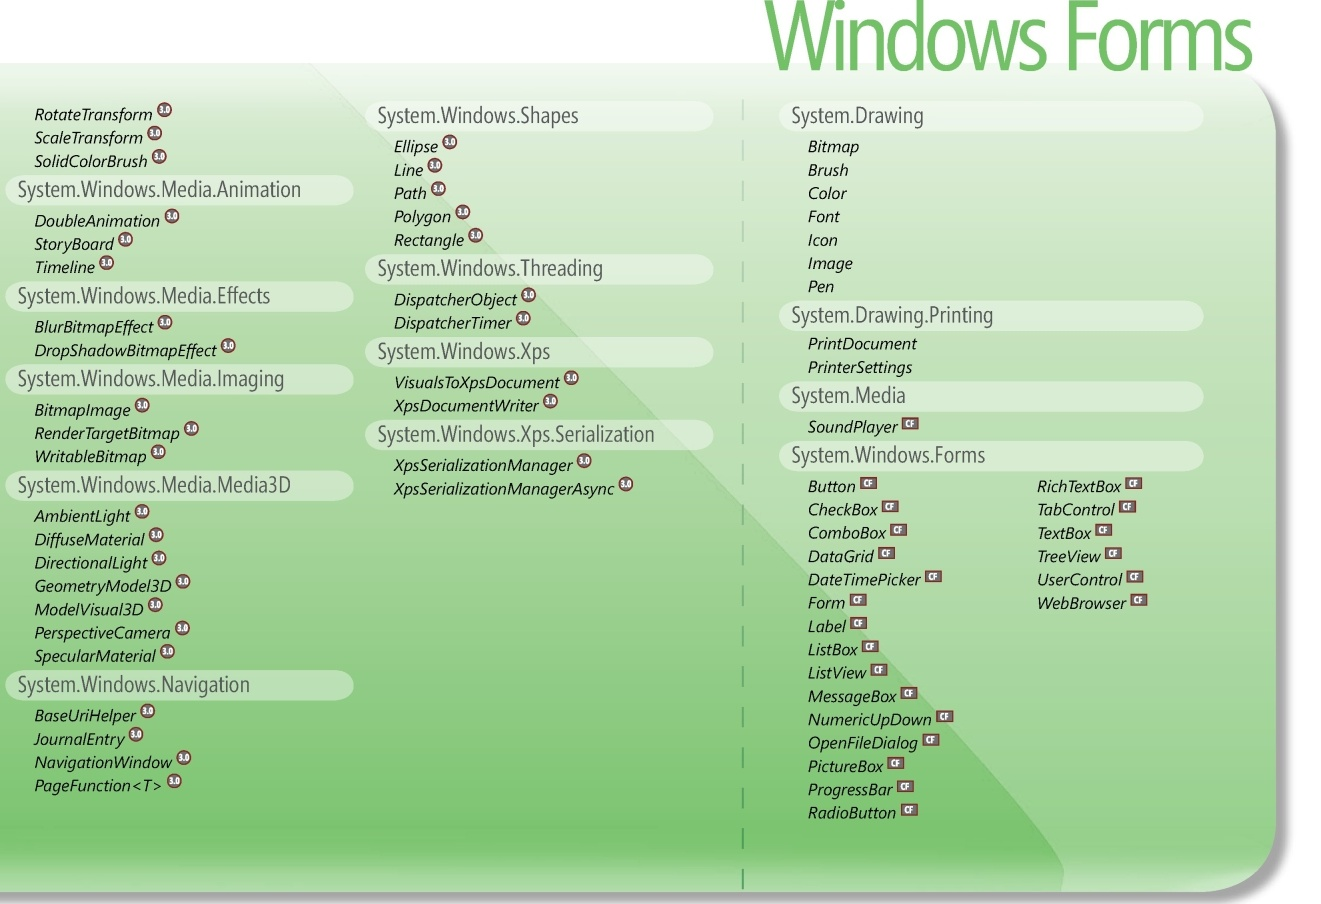 Windows Forms
RotateTransform 3.0
ScaleTransform 3.0
SolidColorBrush 3.0
System.Windows.Media.Animation
DoubleAnimation 3.0
StoryBoard 3.0
Timeline 3.0
System.Windows.Media.Effects
BlurBitmapEffect 3.0
DropShadowBitmapEffect 3.0
System.Windows.Media.Imaging
BitmapImage 3.0
RenderTargetBitmap 3.0
WritableBitmap 3.0
System.Windows.Media.Media3D
AmbientLight 3.0
DiffuseMaterial 3.0
DirectionalLight 3.0
GeometryModel3D 3.0
ModelVisual3D 3.0
PerspectiveCamera 3.0
SpecularMaterial 3.0
System.Windows.Navigation
BaseUriHelper 3.0
JournalEntry 3.0
NavigationWindow 3.0
PageFunction<T> 3.0
System.Windows.Shapes
Ellipse 3.0
Line 3.0
Path 3.0
Polygon 3.0
Rectangle 3.0
System.Windows.Threading
DispatcherObject 3.0
DispatcherTimer 3.0
System.Windows.Xps
VisualsToXpsDocument 3.0
XpsDocumentWriter 3.0
System.Windows.Xps.Serialization
XpsSerializationManager 3.0
XpsSerializationManagerAsync 3.0
System.Drawing
Bitmap
Brush
Color
Font
Icon
Image
Pen
System.Drawing.Printing
PrintDocument
PrinterSettings
System.Media
SoundPlayer CF
System.Windows.Forms
Button CF
CheckBox CF
ComboBox CF
DataGrid CF
DateTimePicker CF
Form CF
Label CF
ListBox CF
ListView CF
MessageBox CF
NumericUpDown CF
OpenFileDialog CF
PictureBox CF
ProgressBar CF
RadioButton CF
RichTextBox CF
TabControl CF
TextBox CF
TreeView CF
UserControl CF
WebBrowser CF